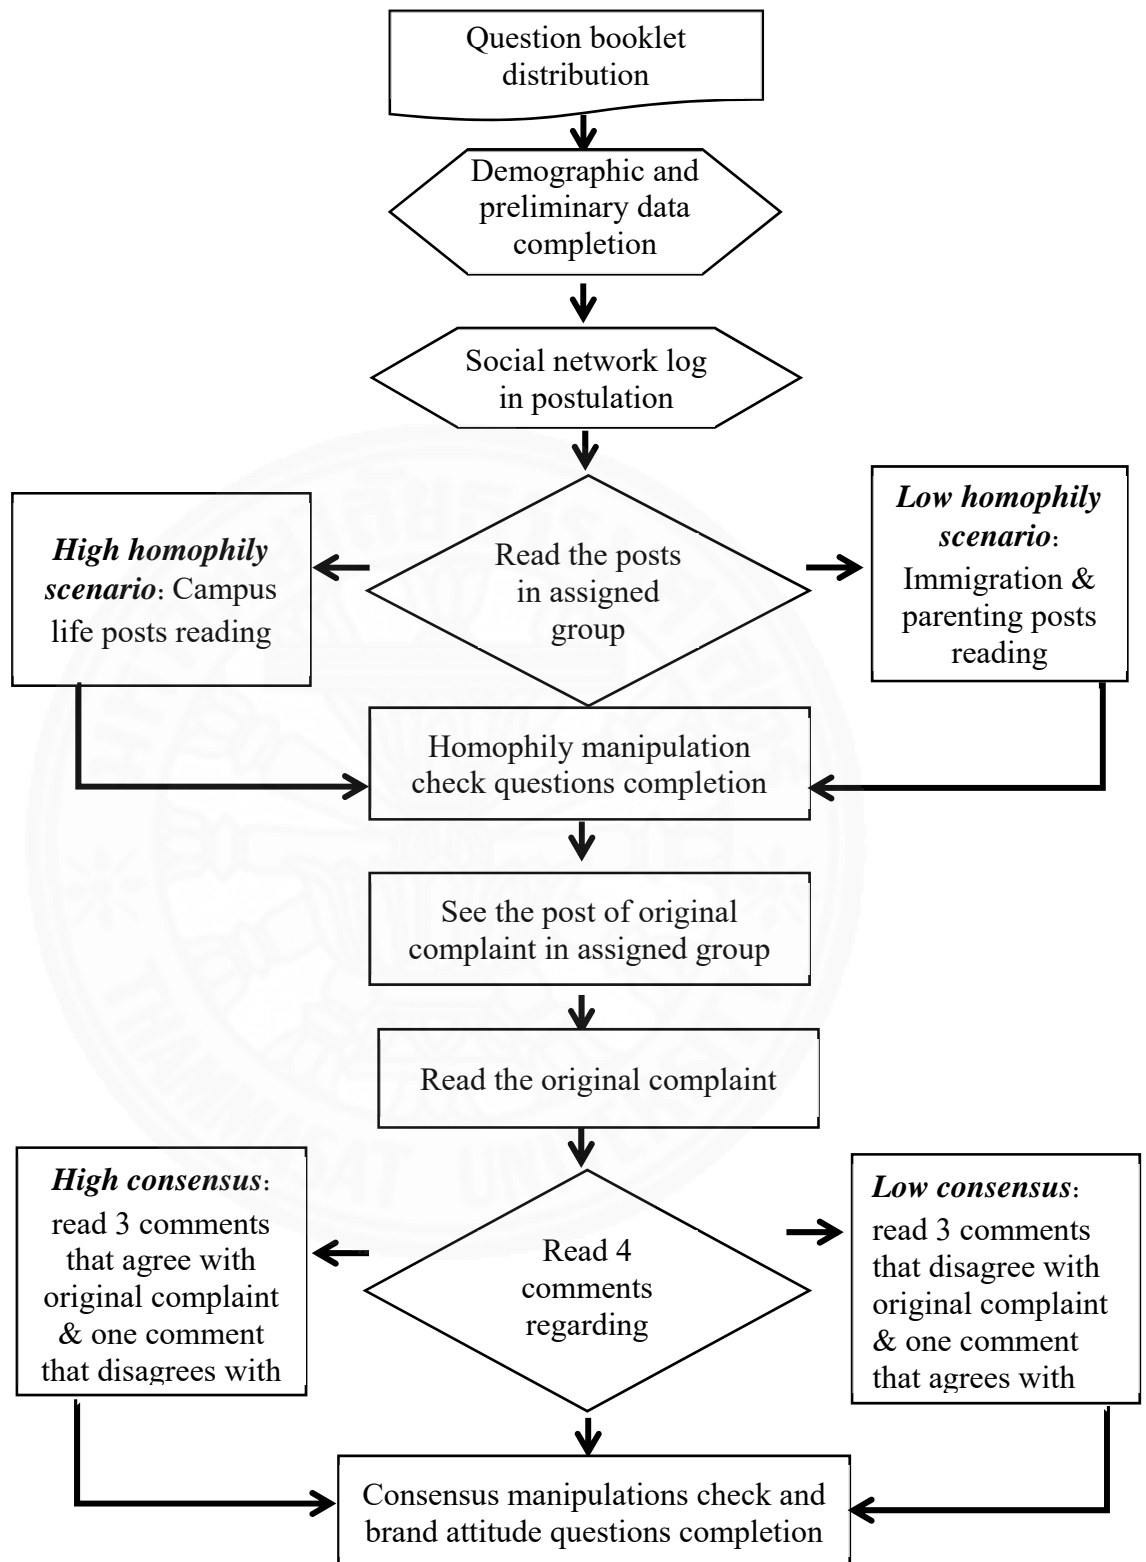 Question booklet
distribution
Demographic and
preliminary data
completion
Social network log
in postulation
High homophily
scenario: Campus
life posts reading
Read the posts
in assigned
group
Low homophily
scenario:
Immigration &
parenting posts
reading
Homophily manipulation
check questions completion
See the post of original
complaint in assigned group
Read the original complaint
High consensus:
read 3 comments
that agree with
original complaint
& one comment
that disagrees with
Read 4
comments
regarding
Low consensus:
read 3 comments
that disagree with
original complaint
& one comment
that agrees with
Consensus manipulations check and
brand attitude questions completion
THAMMASAT UNIVERSITY